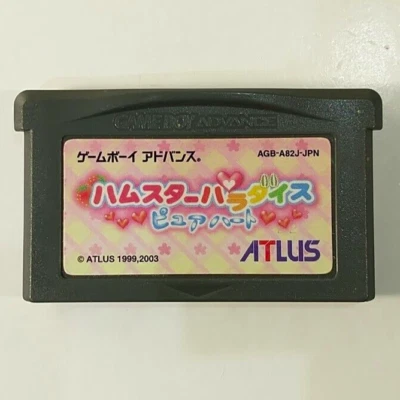 GAME BOY ADVANCE
ゲームボーイ アドバンス® AGB-A82J-JPN
ハムスターパラダイス
ピュアハート
© ATLUS 1999,2003 ATLUS